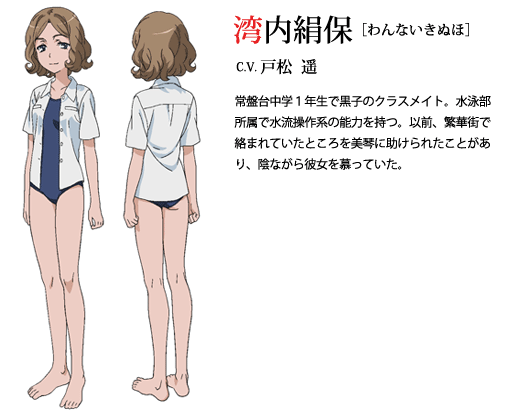 湾内絹保 [わんないきぬほ]
C.V. 戸松 遥
常盤台中学1年生で黒子のクラスメイト。水泳部
所属で水流操作系の能力を持つ。以前、繁華街で
絡まれていたところを美琴に助けられたことがあ
り、陰ながら彼女を慕っていた。